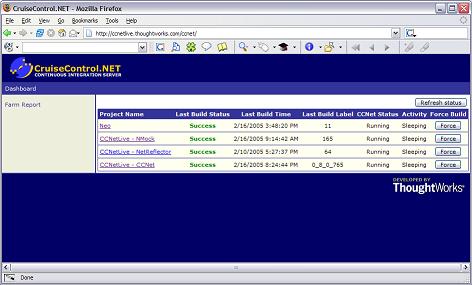 CruiseControl.NET - Mozilla Firefox
File Edit View Go Bookmarks Tools Help
http://ccnetlive.thoughtworks.com/ccnet/
CruiseControl.NET
CONTINUOUS INTEGRATION SERVER
Dashboard
Farm Report
Refresh status
Project Name Last Build Status Last Build Time Last Build Label CCNet Status Activity Force Build
Neo Success 2/16/2005 3:48:20 PM 11 Running Sleeping Force
CCNetLive - NMock Success 2/16/2005 9:14:42 AM 165 Running Sleeping Force
CCNetLive - NetReflector Success 2/10/2005 5:27:37 PM 64 Running Sleeping Force
CCNetLive - CCNet Success 2/16/2005 8:24:44 PM 0_8_0_765 Running Sleeping Force
DEVELOPED BY
ThoughtWorks
Done